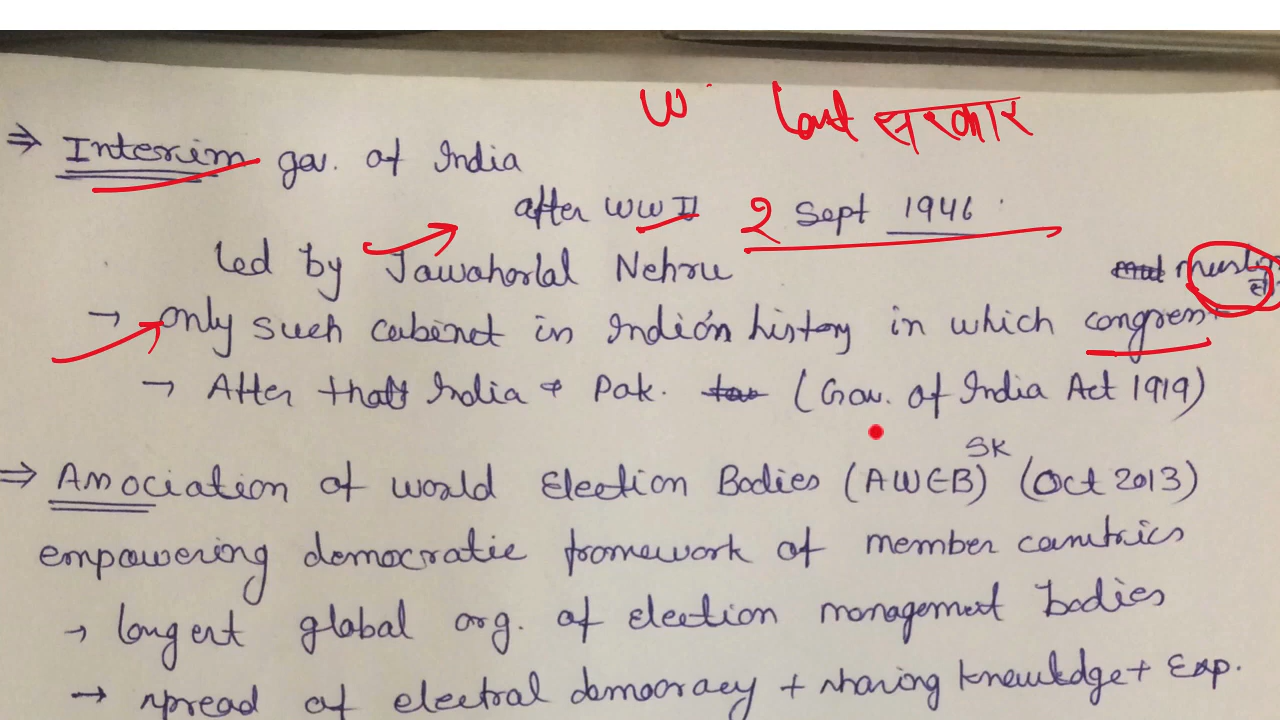 W Last सरकार
⇒ Interim gov. of India
after WW II 2 Sept 1946
Led by Jawaharlal Nehru
→ only such cabinet in Indian history in which congress
→ After that India & Pak. (Gov. of India Act 1919)
⇒ Association of world Election Bodies (AWEB) SK (Oct 2013)
empowering democratic framework of member countries
→ largest global org. of election management bodies
→ spread of electral democracy + sharing knowledge + Exp.